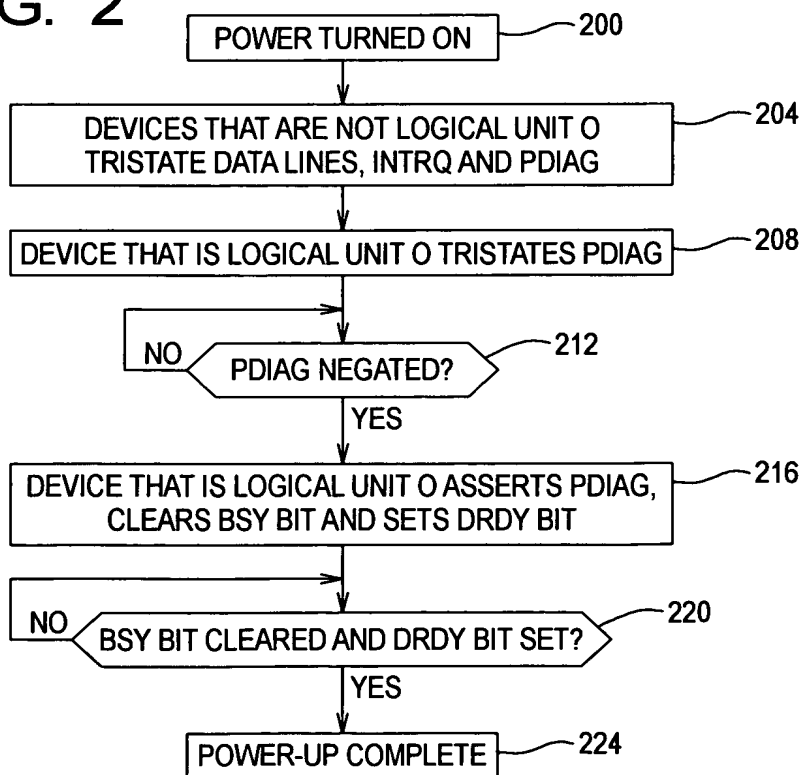 G. 2
POWER TURNED ON
200
DEVICES THAT ARE NOT LOGICAL UNIT O
TRISTATE DATA LINES, INTRQ AND PDIAG
204
DEVICE THAT IS LOGICAL UNIT O TRISTATES PDIAG
208
NO
PDIAG NEGATED?
212
YES
DEVICE THAT IS LOGICAL UNIT O ASSERTS PDIAG,
CLEARS BSY BIT AND SETS DRDY BIT
216
NO
BSY BIT CLEARED AND DRDY BIT SET?
220
YES
POWER-UP COMPLETE
224